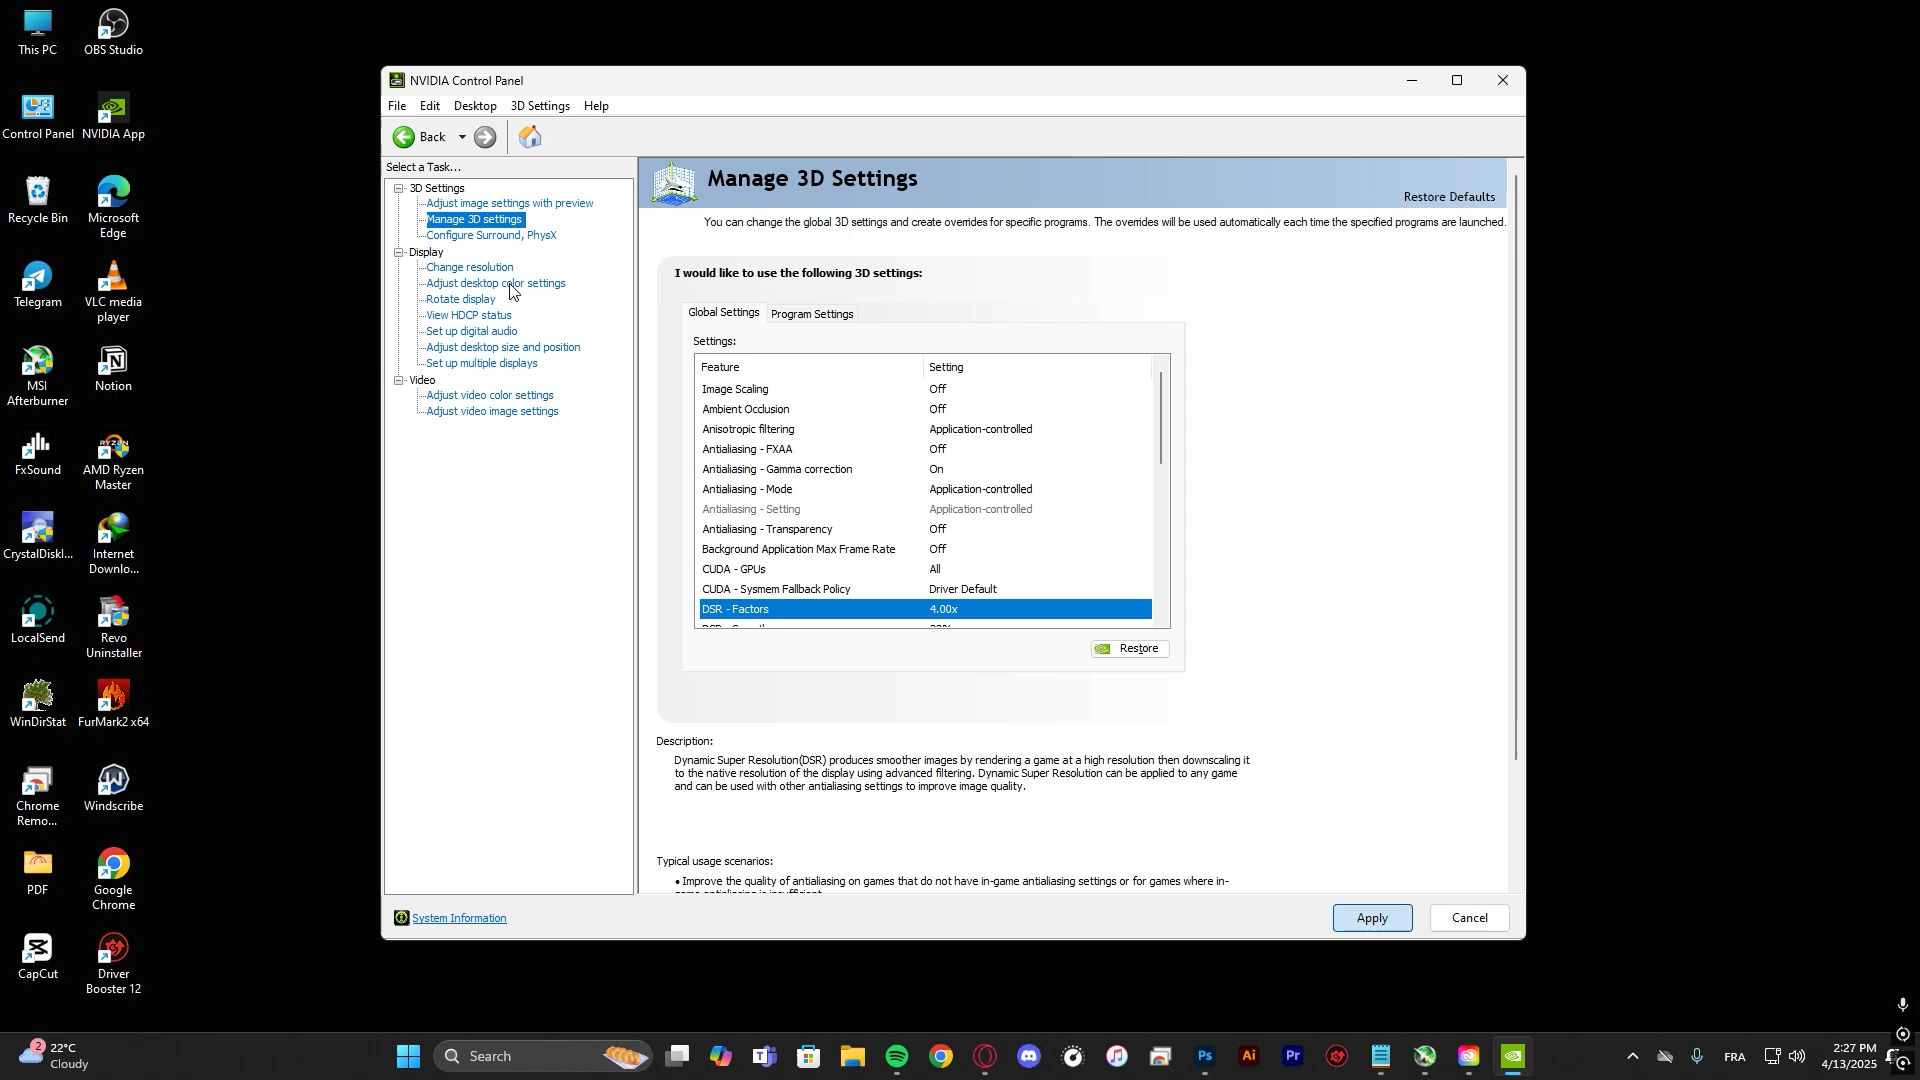 This PC
OBS Studio
Control Panel
NVIDIA App
Recycle Bin
Microsoft
Edge
Telegram
VLC media
player
MSI
Afterburner
Notion
FxSound
AMD Ryzen
Master
CrystalDiskI...
Internet
Downlo...
LocalSend
Revo
Uninstaller
WinDirStat
FurMark2 x64
Chrome
Remo...
Windscribe
PDF
Google
Chrome
CapCut
Driver
Booster 12
NVIDIA Control Panel
File Edit Desktop 3D Settings Help
Back
Select a Task...
3D Settings
Adjust image settings with preview
Manage 3D settings
Configure Surround, PhysX
Display
Change resolution
Adjust desktop color settings
Rotate display
View HDCP status
Set up digital audio
Adjust desktop size and position
Set up multiple displays
Video
Adjust video color settings
Adjust video image settings
System Information
Manage 3D Settings
Restore Defaults
You can change the global 3D settings and create overrides for specific programs. The overrides will be used automatically each time the specified programs are launched.
I would like to use the following 3D settings:
Global Settings Program Settings
Settings:
Feature Setting
Image Scaling Off
Ambient Occlusion Off
Anisotropic filtering Application-controlled
Antialiasing - FXAA Off
Antialiasing - Gamma correction On
Antialiasing - Mode Application-controlled
Antialiasing - Setting Application-controlled
Antialiasing - Transparency Off
Background Application Max Frame Rate Off
CUDA - GPUs All
CUDA - Sysmem Fallback Policy Driver Default
DSR - Factors 4.00x
Restore
Description:
Dynamic Super Resolution(DSR) produces smoother images by rendering a game at a high resolution then downscaling it
to the native resolution of the display using advanced filtering. Dynamic Super Resolution can be applied to any game
and can be used with other antialiasing settings to improve image quality.
Typical usage scenarios:
• Improve the quality of antialiasing on games that do not have in-game antialiasing settings or for games where in-
Apply Cancel
2
22°C
Cloudy
Search
Ps
Ai
Pr
FRA
2:27 PM
4/13/2025